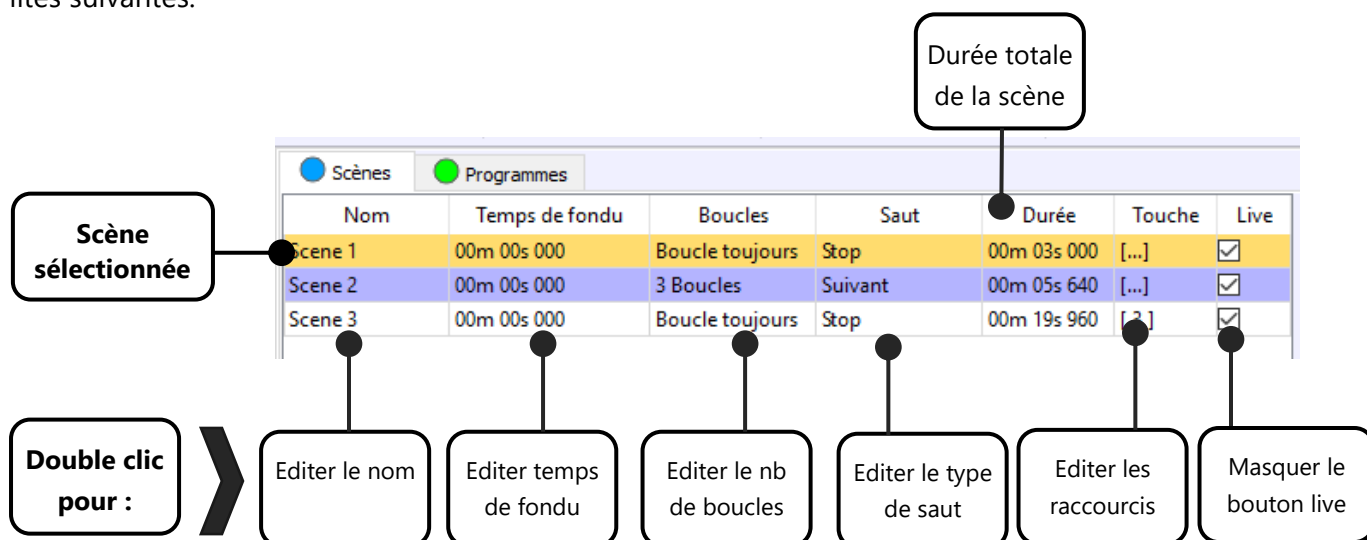 lités suivantes.
Durée totale
de la scène
Scènes Programmes
Nom Temps de fondu Boucles Saut Durée Touche Live
Scène
sélectionnée
Scene 1 00m 00s 000 Boucle toujours Stop 00m 03s 000 [...]
Scene 2 00m 00s 000 3 Boucles Suivant 00m 05s 640 [...]
Scene 3 00m 00s 000 Boucle toujours Stop 00m 19s 960
Double clic
pour :
Editer le nom
Editer temps
de fondu
Editer le nb
de boucles
Editer le type
de saut
Editer les
raccourcis
Masquer le
bouton live